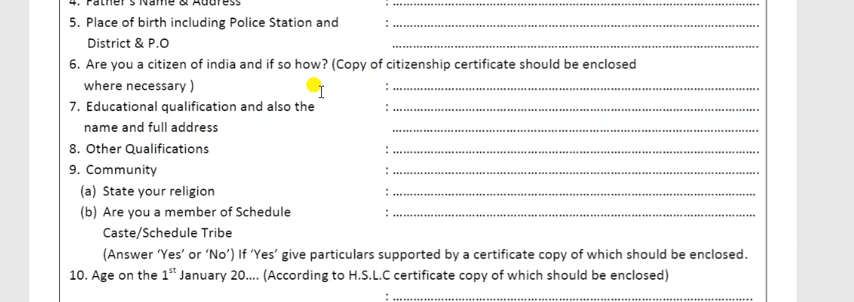 4. Father's Name & Address : ..........................................................................................
5. Place of birth including Police Station and : ..........................................................................................
District & P.O ..........................................................................................
6. Are you a citizen of india and if so how? (Copy of citizenship certificate should be enclosed
where necessary ) : ..........................................................................................
7. Educational qualification and also the : ..........................................................................................
name and full address ..........................................................................................
8. Other Qualifications : ..........................................................................................
9. Community : ..........................................................................................
(a) State your religion : ..........................................................................................
(b) Are you a member of Schedule : ..........................................................................................
Caste/Schedule Tribe
(Answer ‘Yes’ or ‘No’) If ‘Yes’ give particulars supported by a certificate copy of which should be enclosed.
10. Age on the 1st January 20.... (According to H.S.L.C certificate copy of which should be enclosed)
: ..........................................................................................